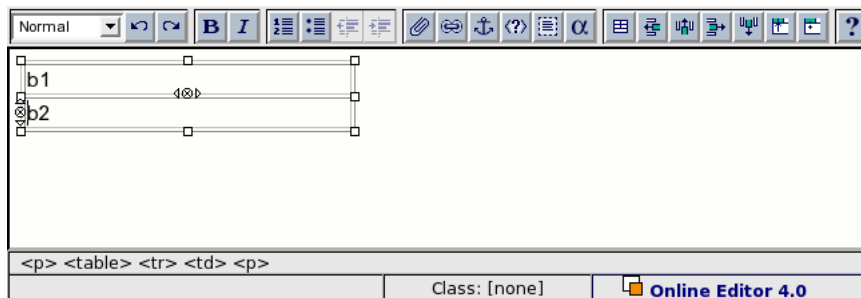 Normal B I <?> α ?
b1
b2
<p> <table> <tr> <td> <p>
Class: [none] Online Editor 4.0